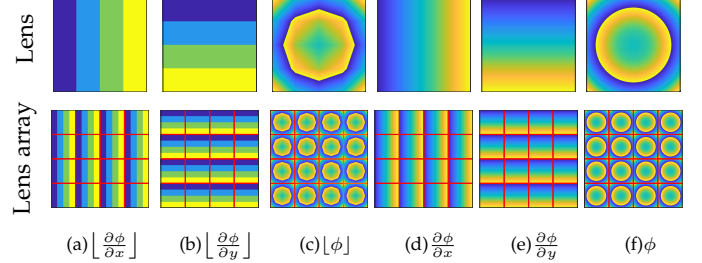 Lens
Lens array
(a) ⌊ ∂φ/∂x ⌋ (b) ⌊ ∂φ/∂y ⌋ (c) ⌊φ⌋ (d) ∂φ/∂x (e) ∂φ/∂y (f) φ